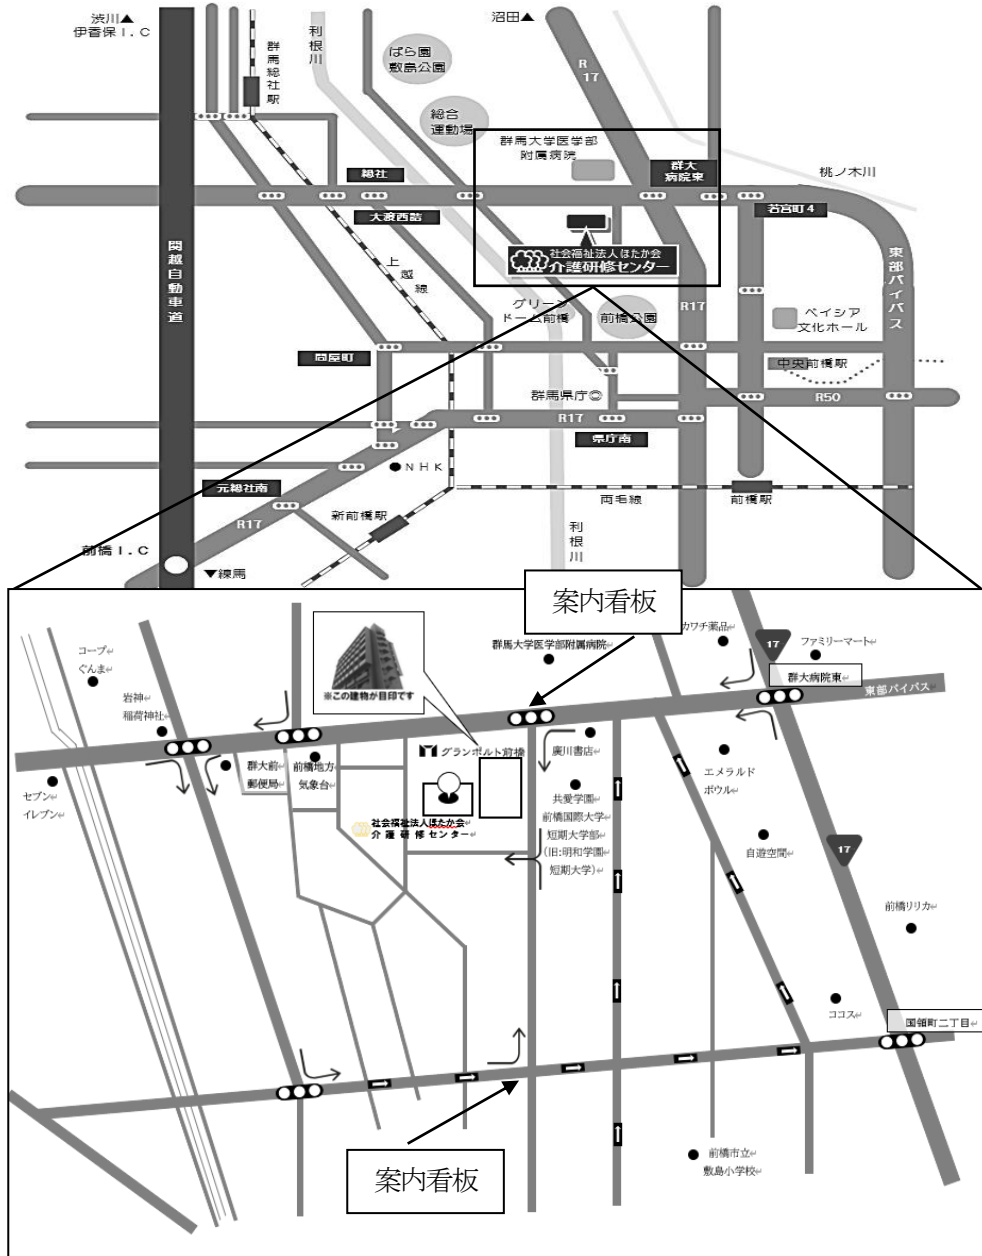 渋川▲
伊香保I.C
沼田▲
利根川
群馬総社駅
ばら園
敷島公園
総合
運動場
R17
群馬大学医学部
附属病院
群大
病院東
桃ノ木川
総社
大渡西詰
若宮町4
関越自動車道
上越線
社会福祉法人ほたか会
介護研修センター
東部バイパス
グリーン
ドーム前橋
前橋公園
R17
ベイシア
文化ホール
問屋町
中央前橋駅
群馬県庁◎
R50
R17
県庁南
NHK
元総社南
R17
新前橋駅
両毛線
前橋駅
利根川
前橋I.C
▼練馬
案内看板
コープ
ぐんま
岩神
稲荷神社
※この建物が目印です
群馬大学医学部附属病院
カワチ薬品
17
ファミリーマート
群大病院東
東部バイパス
セブン
イレブン
群大前
郵便局
前橋地方
気象台
グランポルト前橋
廣川書店
社会福祉法人ほたか会
介護研修センター
共愛学園
前橋国際大学
短期大学部
(旧:明和学園
短期大学)
エメラルド
ボウル
自遊空間
17
前橋リリカ
ココス
国領町二丁目
案内看板
前橋市立
敷島小学校